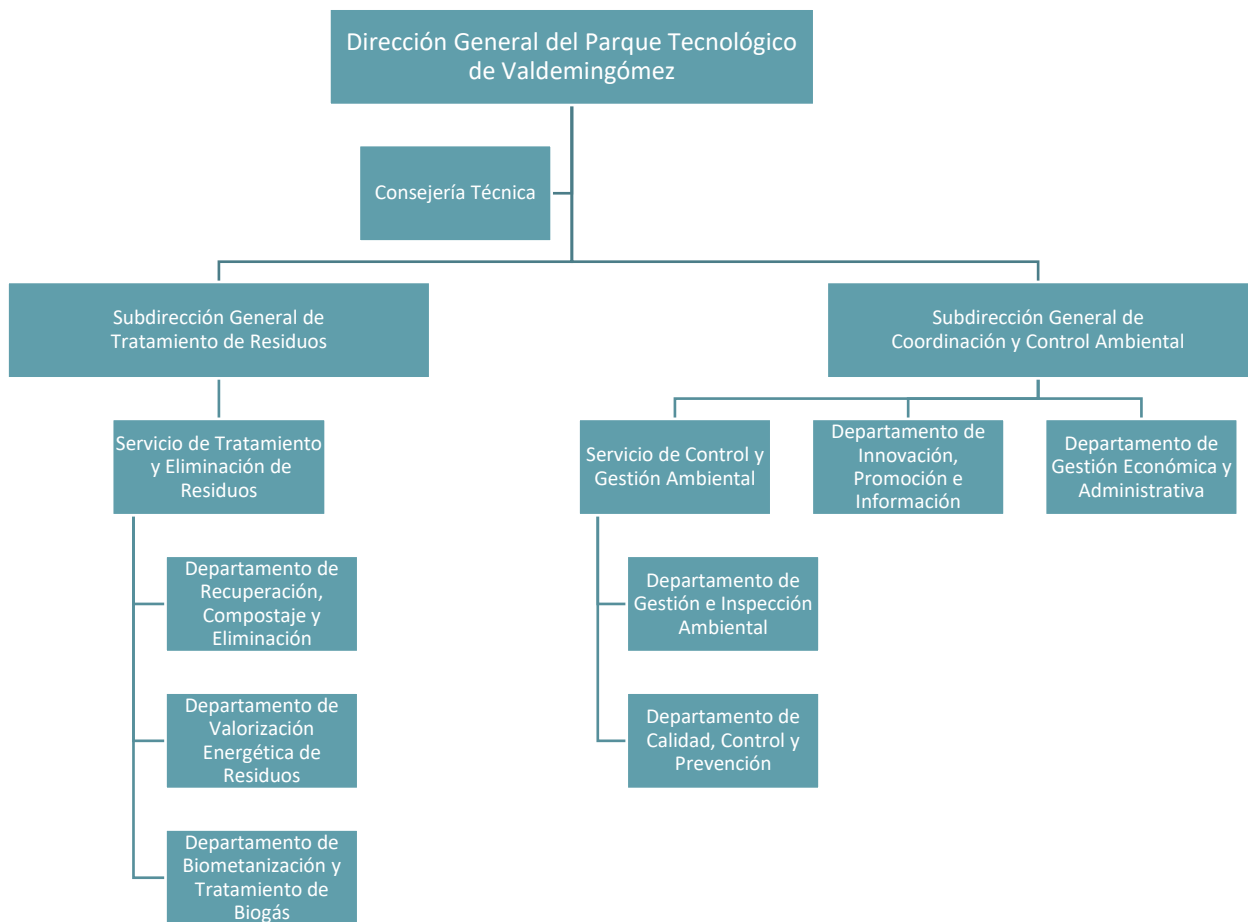 Dirección General del Parque Tecnológico
de Valdemingómez
Consejería Técnica
Subdirección General de
Tratamiento de Residuos
Subdirección General de
Coordinación y Control Ambiental
Servicio de Tratamiento
y Eliminación de
Residuos
Servicio de Control y
Gestión Ambiental
Departamento de
Innovación,
Promoción e
Información
Departamento de
Gestión Económica y
Administrativa
Departamento de
Recuperación,
Compostaje y
Eliminación
Departamento de
Gestión e Inspección
Ambiental
Departamento de
Valorización
Energética de
Residuos
Departamento de
Calidad, Control y
Prevención
Departamento de
Biometanización y
Tratamiento de
Biogás